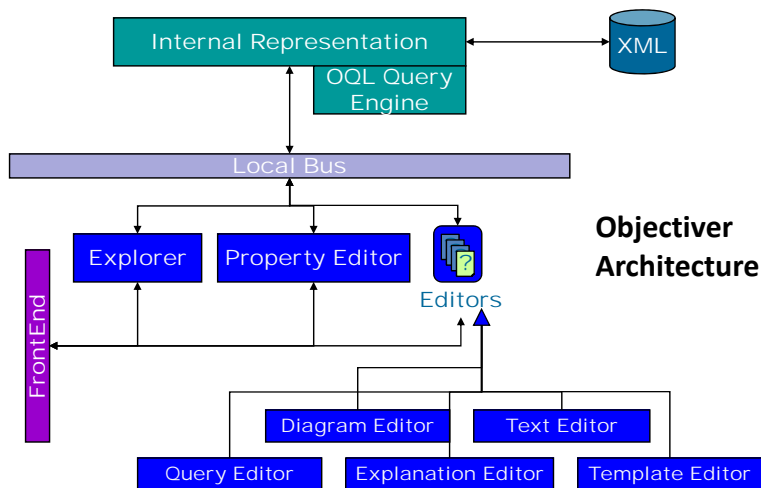 Internal Representation
XML
OQL Query
Engine
Local Bus
Objectiver
Architecture
Explorer
Property Editor
?
Editors
FrontEnd
Diagram Editor
Text Editor
Query Editor
Explanation Editor
Template Editor